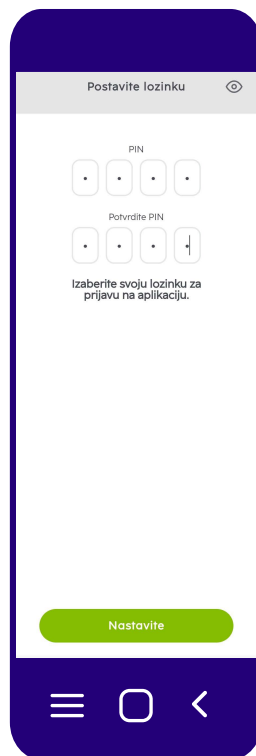 Postavite lozinku
PIN
Potvrdite PIN
Izaberite svoju lozinku za
prijavu na aplikaciju.
Nastavite